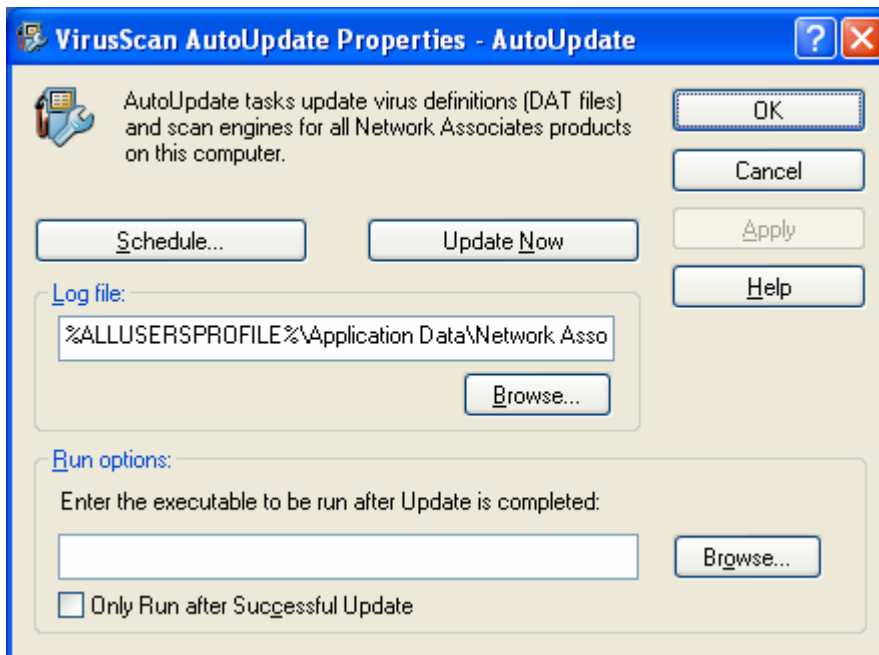 VirusScan AutoUpdate Properties - AutoUpdate
AutoUpdate tasks update virus definitions (DAT files)
and scan engines for all Network Associates products
on this computer.
OK
Cancel
Apply
Help
Schedule...
Update Now
Log file:
%ALLUSERSPROFILE%\Application Data\Network Asso
Browse...
Run options:
Enter the executable to be run after Update is completed:
Browse...
Only Run after Successful Update